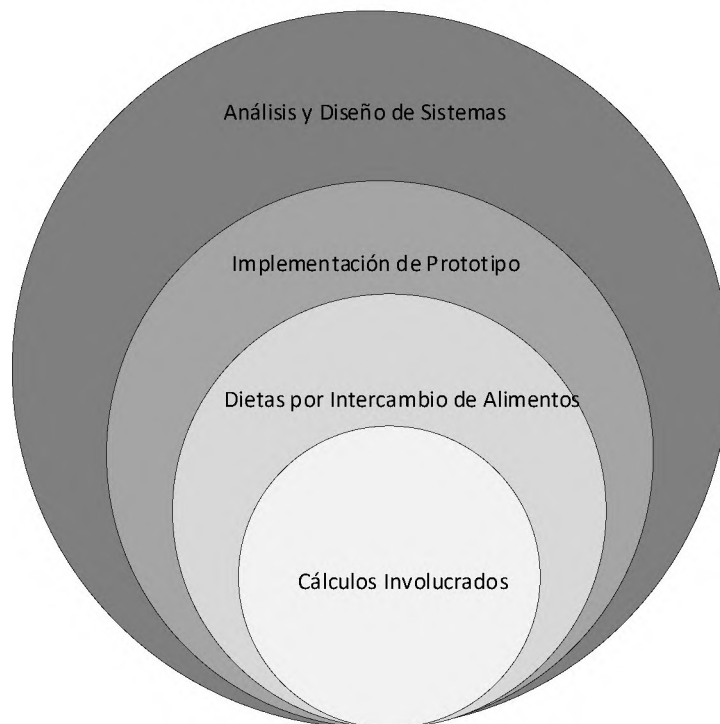 Análisis y Diseño de Sistemas
Implementación de Prototipo
Dietas por Intercambio de Alimentos
Cálculos Involucrados